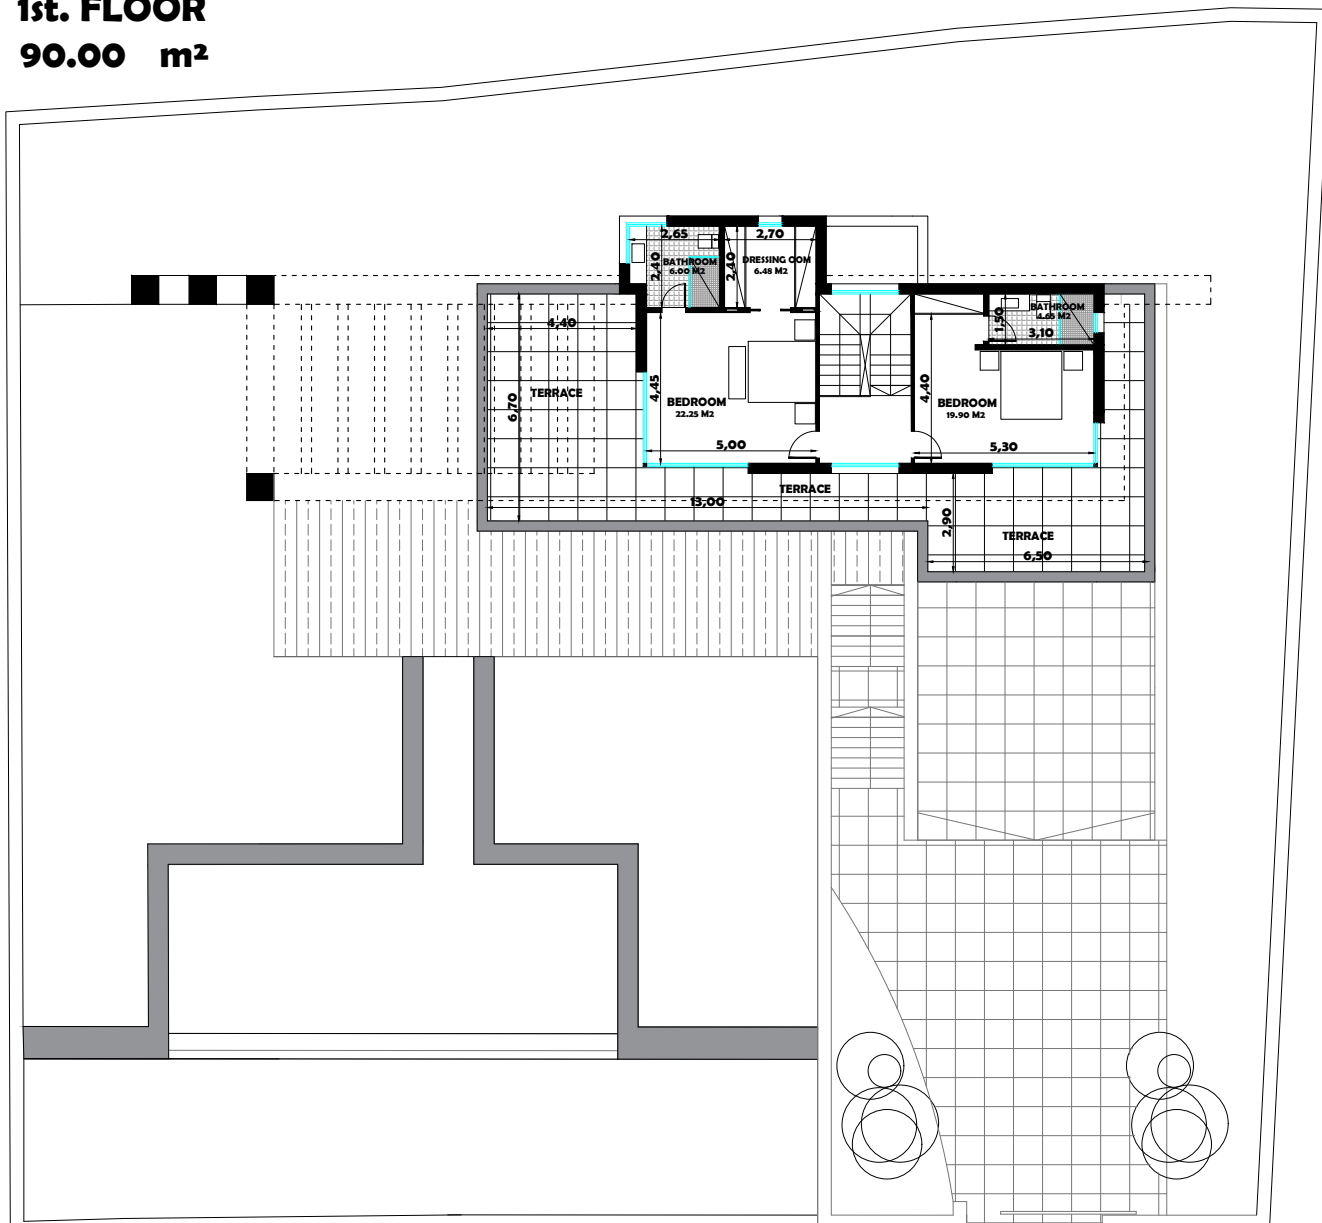 1st. FLOOR
90.00 m²
2,65
2,70
BATHROOM
6.00 M2
2,40
2,40
DRESSING OOM
6.48 M2
BATHROOM
4.65 M2
1,50
3,10
4,40
TERRACE
6,70
4,45
BEDROOM
22.25 M2
5,00
4,40
BEDROOM
19.90 M2
5,30
TERRACE
13,00
2,90
TERRACE
6,50